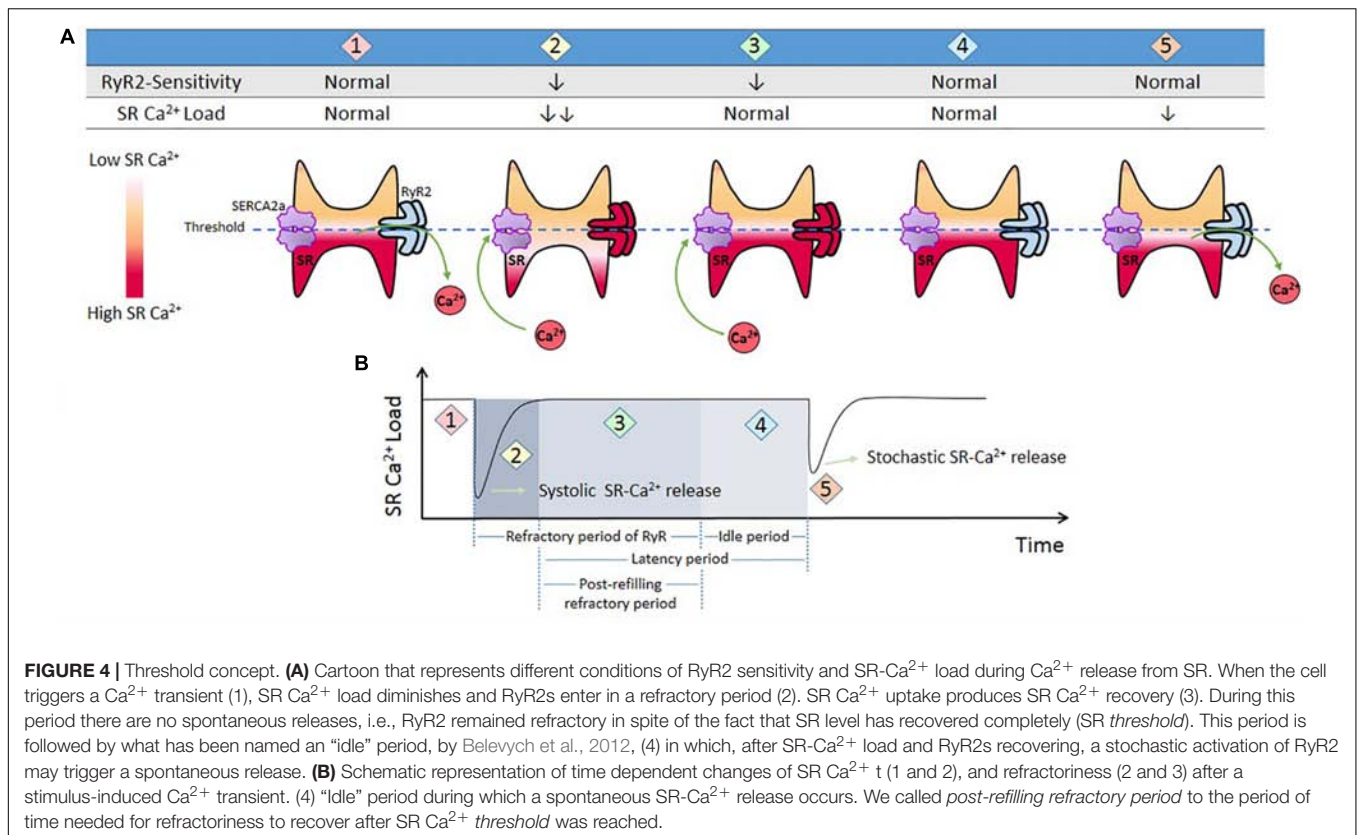 A
1 2 3 4 5
RyR2-Sensitivity Normal ↓ ↓ Normal Normal
SR Ca²⁺ Load Normal ↓↓ Normal Normal ↓
Low SR Ca²⁺
High SR Ca²⁺
SERCA2a
RyR2
Threshold
SR SR SR SR SR
Ca²⁺ Ca²⁺ Ca²⁺ Ca²⁺
B
SR Ca²⁺ Load
1 2 3 4 5
Stochastic SR-Ca²⁺ release
Systolic SR-Ca²⁺ release
Refractory period of RyR
Idle period
Time
Latency period
Post-refilling
refractory period
FIGURE 4 | Threshold concept. (A) Cartoon that represents different conditions of RyR2 sensitivity and SR-Ca²⁺ load during Ca²⁺ release from SR. When the cell
triggers a Ca²⁺ transient (1), SR Ca²⁺ load diminishes and RyR2s enter in a refractory period (2). SR Ca²⁺ uptake produces SR Ca²⁺ recovery (3). During this
period there are no spontaneous releases, i.e., RyR2 remained refractory in spite of the fact that SR level has recovered completely (SR threshold). This period is
followed by what has been named an “idle” period, by Belevych et al., 2012, (4) in which, after SR-Ca²⁺ load and RyR2s recovering, a stochastic activation of RyR2
may trigger a spontaneous release. (B) Schematic representation of time dependent changes of SR Ca²⁺ t (1 and 2), and refractoriness (2 and 3) after a
stimulus-induced Ca²⁺ transient. (4) “Idle” period during which a spontaneous SR-Ca²⁺ release occurs. We called post-refilling refractory period to the period of
time needed for refractoriness to recover after SR Ca²⁺ threshold was reached.